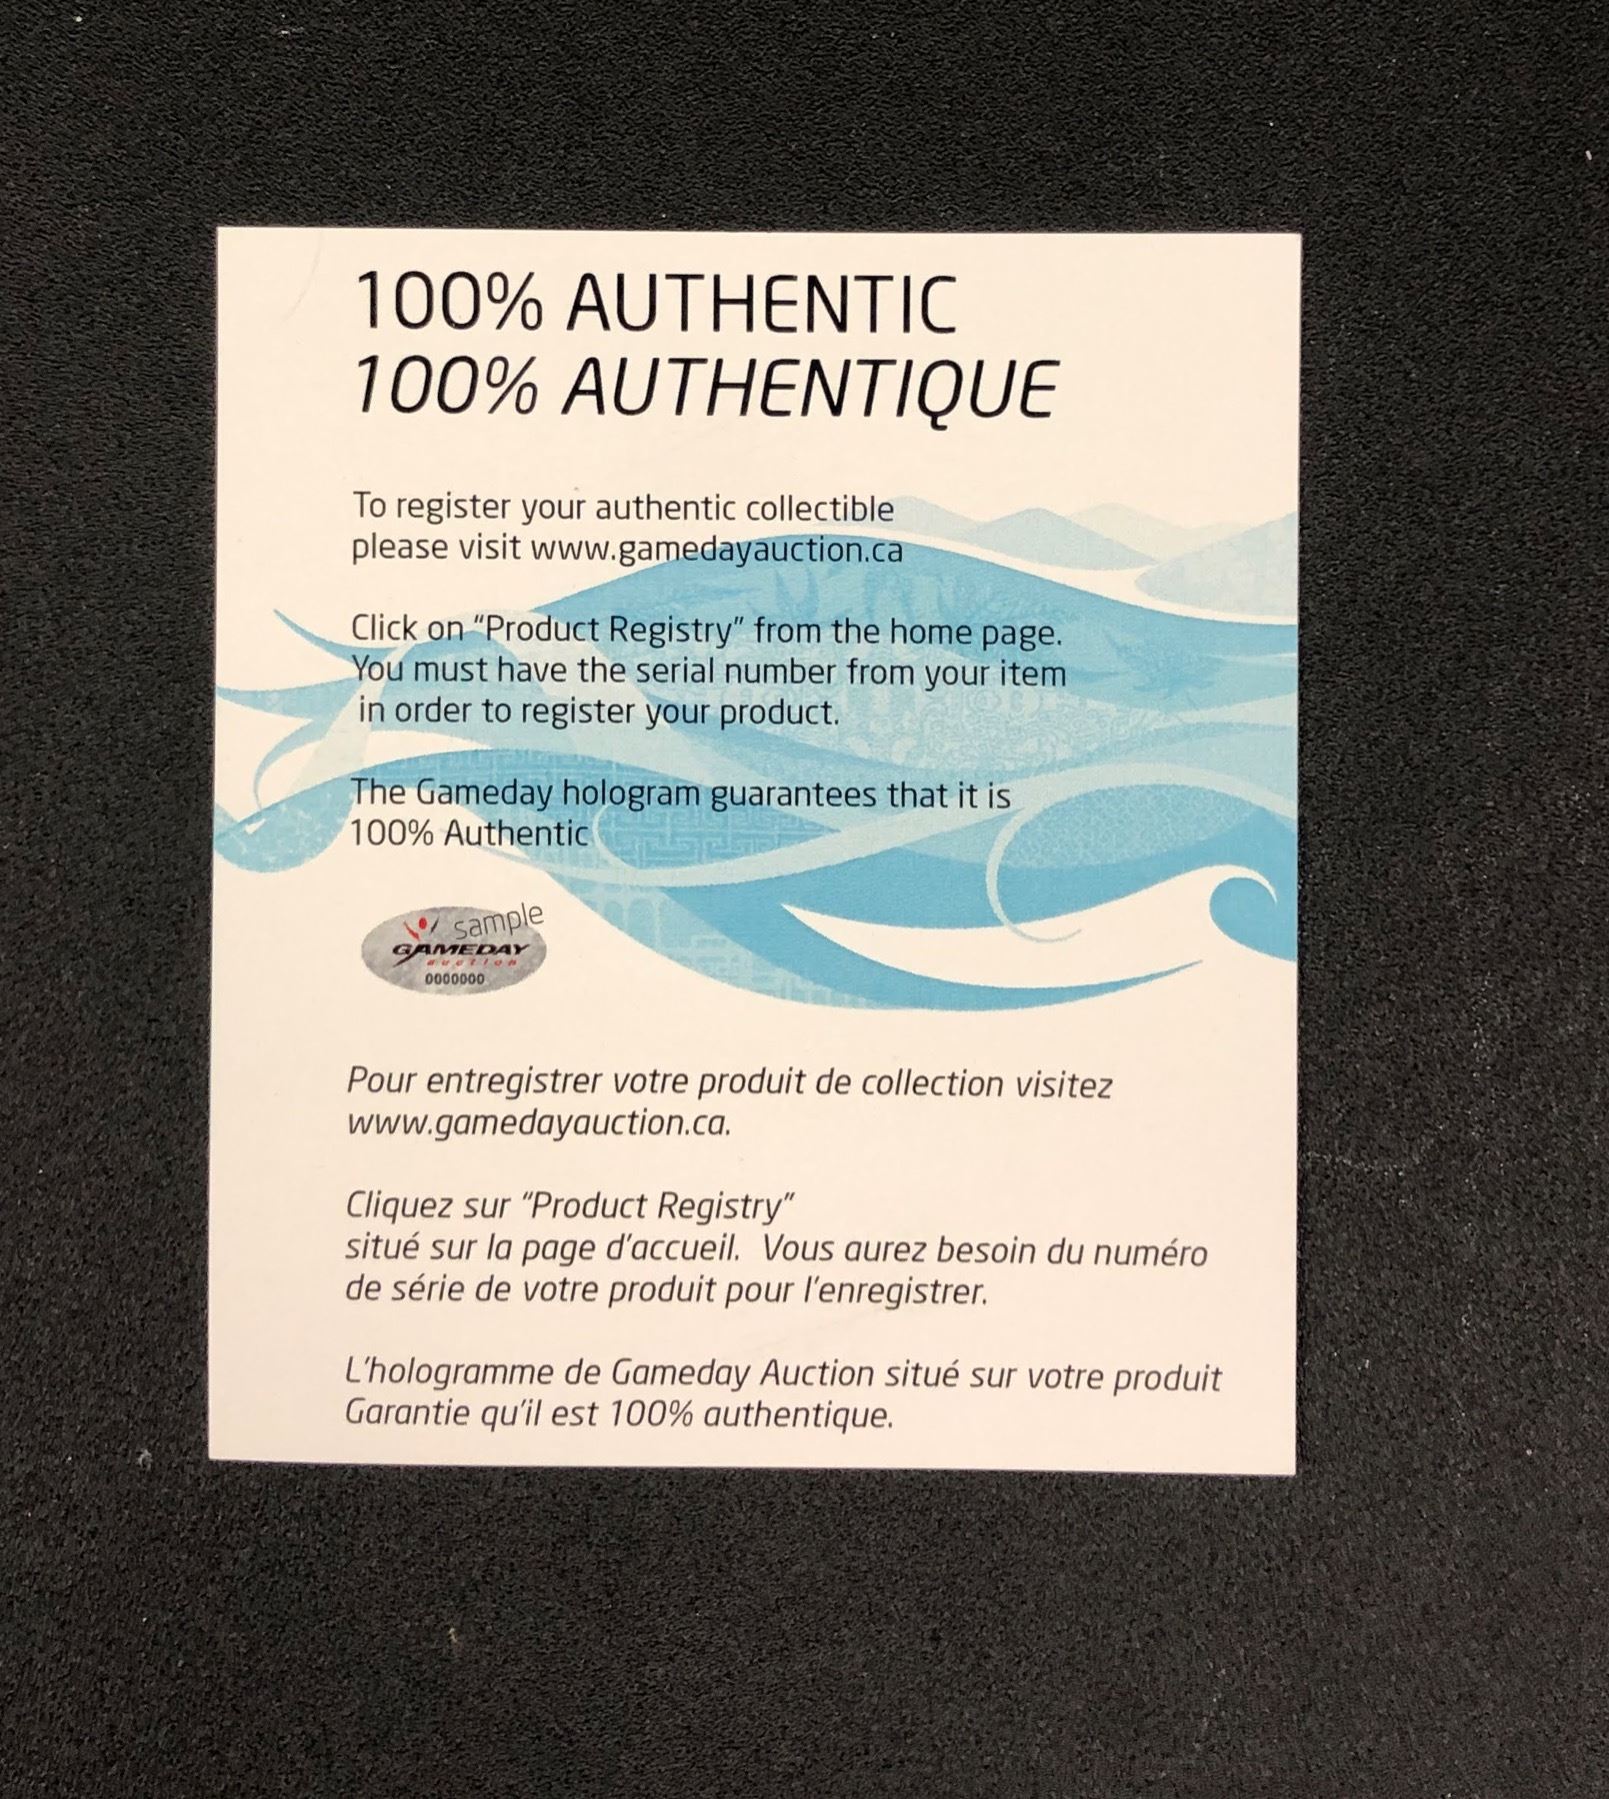 100% AUTHENTIC
100% AUTHENTIQUE
To register your authentic collectible
please visit www.gamedayauction.ca
Click on "Product Registry" from the home page.
You must have the serial number from your item
in order to register your product.
The Gameday hologram guarantees that it is
100% Authentic
sample
GAMEDAY
auction
0000000
Pour entregistrer votre produit de collection visitez
www.gamedayauction.ca.
Cliquez sur "Product Registry"
situé sur la page d'accueil. Vous aurez besoin du numéro
de série de votre produit pour l'enregistrer.
L'hologramme de Gameday Auction situé sur votre produit
Garantie qu'il est 100% authentique.